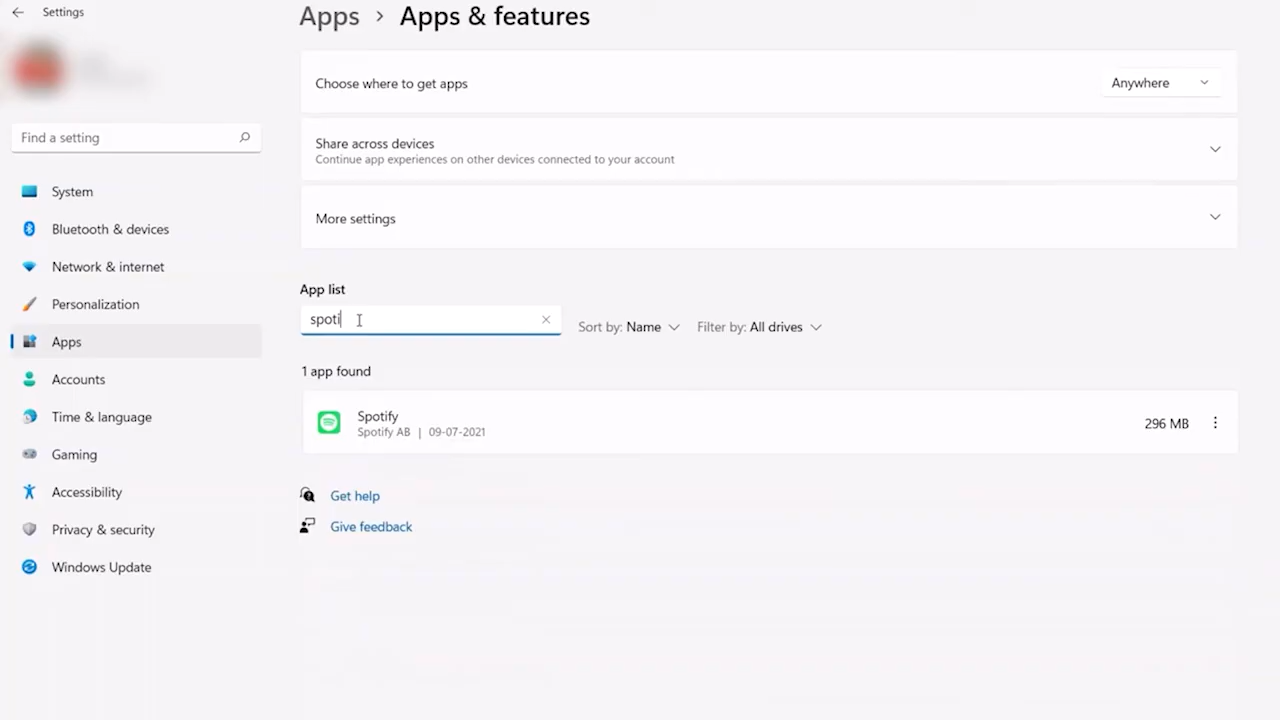 Settings
Apps > Apps & features
Choose where to get apps
Anywhere
Find a setting
Share across devices
Continue app experiences on other devices connected to your account
System
More settings
Bluetooth & devices
Network & internet
App list
Personalization
spoti
Sort by: Name
Filter by: All drives
Apps
1 app found
Accounts
Spotify
Time & language
Spotify AB | 09-07-2021
296 MB
Gaming
Accessibility
Get help
Privacy & security
Give feedback
Windows Update